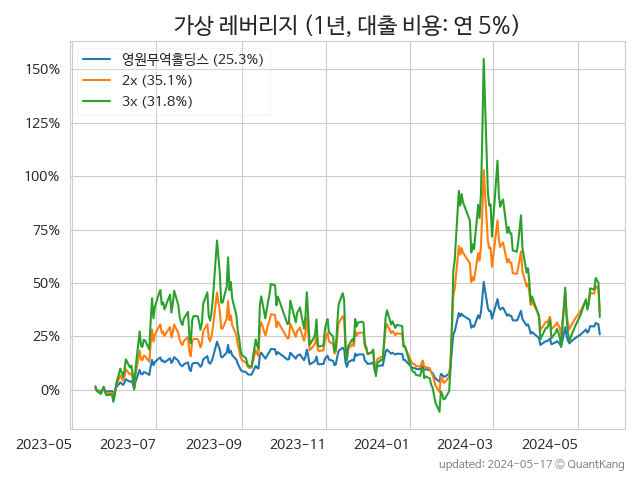 가상 레버리지 (1년, 대출 비용: 연 5%)
영원무역홀딩스 (25.3%)
2x (35.1%)
3x (31.8%)
150%
125%
100%
75%
50%
25%
0%
2023-05 2023-07 2023-09 2023-11 2024-01 2024-03 2024-05
updated: 2024-05-17 © QuantKang